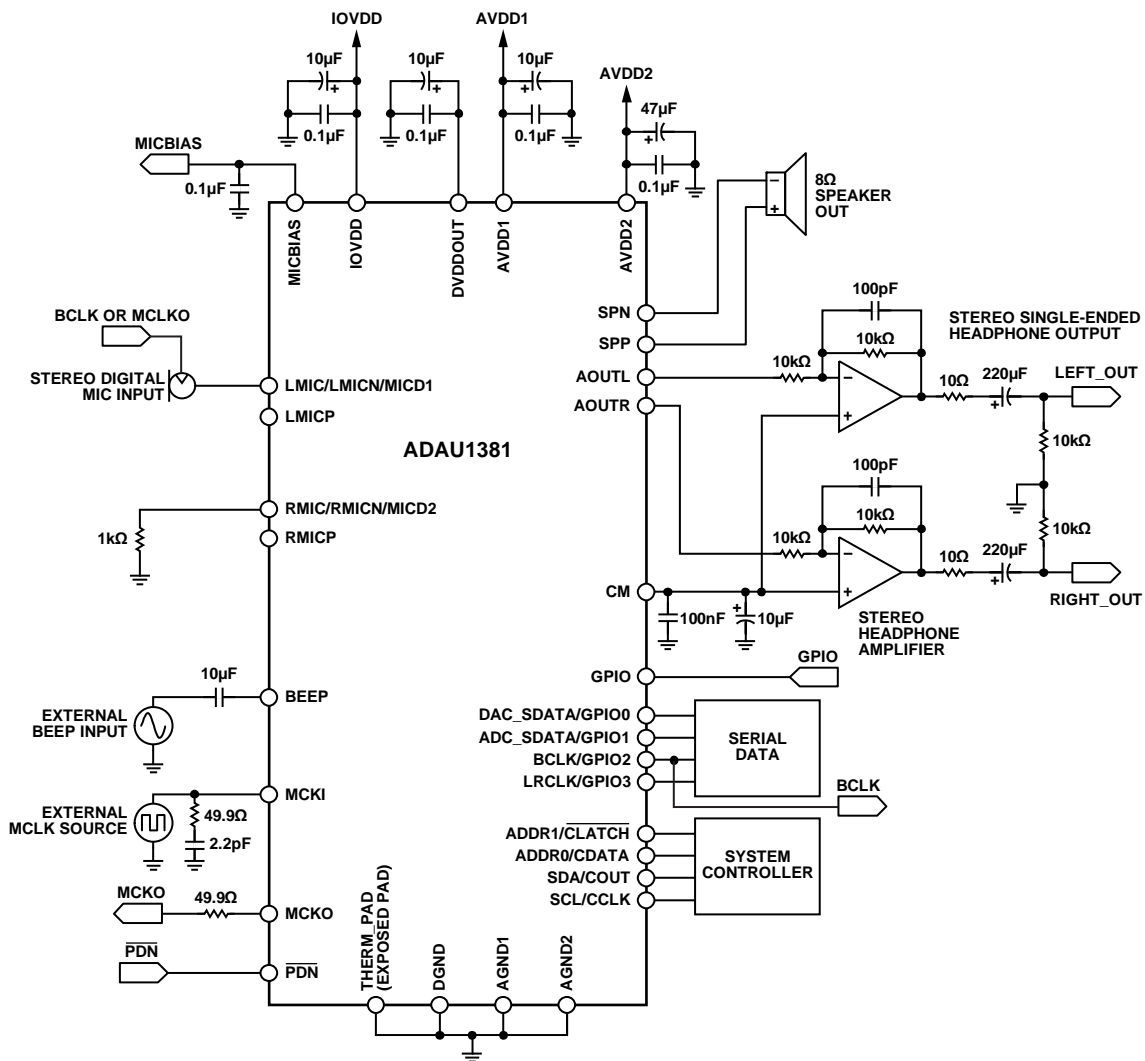 IOVDD
AVDD1
AVDD2
10µF
10µF
10µF
47µF
+
+
+
+
0.1µF
0.1µF
0.1µF
0.1µF
MICBIAS
0.1µF
−
+
8Ω
SPEAKER
OUT
MICBIAS
IOVDD
DVDDOUT
AVDD1
AVDD2
SPN
SPP
AOUTL
AOUTR
BCLK OR MCLKO
STEREO DIGITAL
MIC INPUT
LMIC/LMICN/MICD1
LMICP
ADAU1381
RMIC/RMICN/MICD2
RMICP
1kΩ
100pF
10kΩ
10kΩ
−
+
STEREO SINGLE-ENDED
HEADPHONE OUTPUT
10Ω
220µF
+
LEFT_OUT
10kΩ
100pF
10kΩ
10kΩ
−
+
10kΩ
10Ω
220µF
+
RIGHT_OUT
CM
100nF
+
10µF
STEREO
HEADPHONE
AMPLIFIER
GPIO
GPIO
10µF
BEEP
EXTERNAL
BEEP INPUT
DAC_SDATA/GPIO0
ADC_SDATA/GPIO1
BCLK/GPIO2
LRCLK/GPIO3
SERIAL
DATA
BCLK
MCKI
EXTERNAL
MCLK SOURCE
49.9Ω
2.2pF
ADDR1/CLATCH
ADDR0/CDATA
SDA/COUT
SCL/CCLK
SYSTEM
CONTROLLER
MCKO
49.9Ω
MCKO
PDN
PDN
THERM_PAD
(EXPOSED PAD)
DGND
AGND1
AGND2